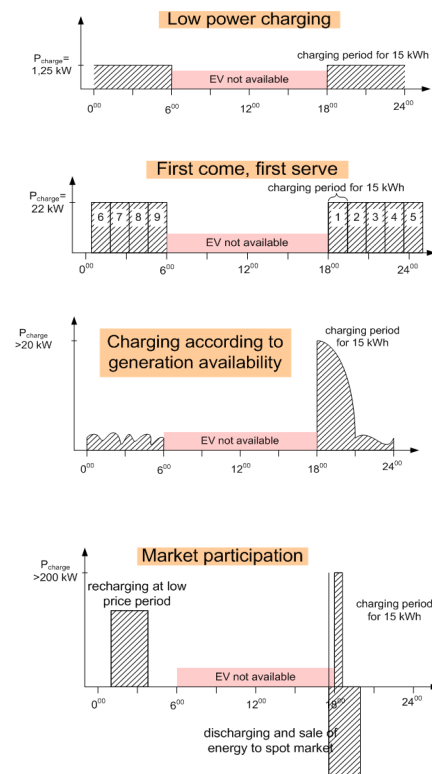 Low power charging
P charge=
1,25 kW
charging period for 15 kWh
EV not available
0⁰⁰ 6⁰⁰ 12⁰⁰ 18⁰⁰ 24⁰⁰
First come, first serve
P charge=
22 kW
charging period for 15 kWh
6 7 8 9 1 2 3 4 5
EV not available
0⁰⁰ 6⁰⁰ 12⁰⁰ 18⁰⁰ 24⁰⁰
P charge
>20 kW
Charging according to
generation availability
charging period
for 15 kWh
EV not available
0⁰⁰ 6⁰⁰ 12⁰⁰ 18⁰⁰ 24⁰⁰
Market participation
P charge
>200 kW
recharging at low
price period
charging period
for 15 kWh
EV not available
0⁰⁰ 6⁰⁰ 12⁰⁰ 18⁰⁰ 24⁰⁰
discharging and sale of
energy to spot market